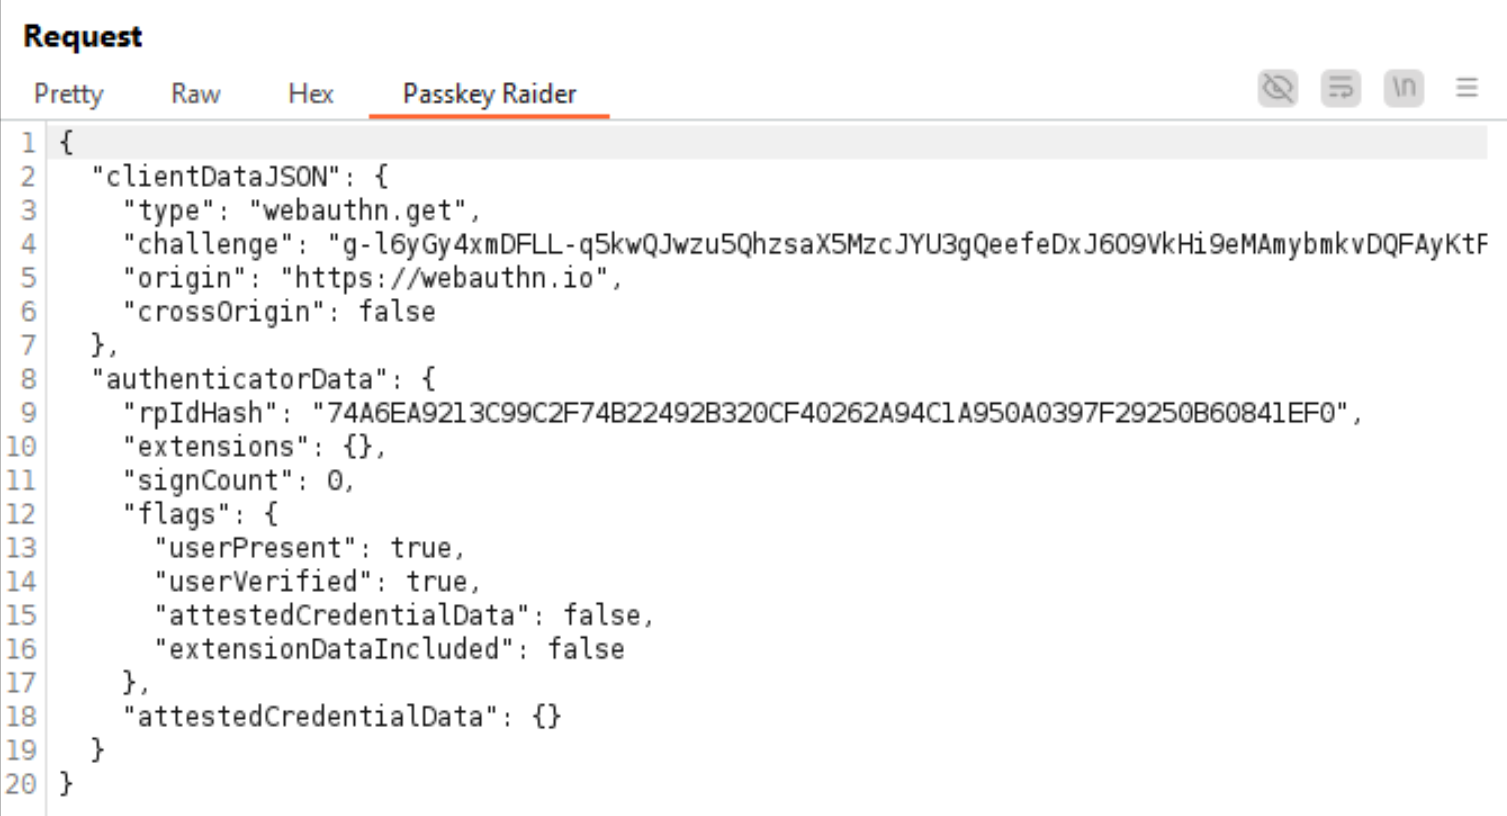 Request
Pretty Raw Hex Passkey Raider \n
1 {
2 "clientDataJSON": {
3 "type": "webauthn.get",
4 "challenge": "g-l6yGy4xmDFLL-q5kwQJwzu5QhzsaX5MzcJYU3gQeefeDxJ6O9VkHi9eMAmybmkvDQFAyKtF
5 "origin": "https://webauthn.io",
6 "crossOrigin": false
7 },
8 "authenticatorData": {
9 "rpIdHash": "74A6EA9213C99C2F74B22492B320CF40262A94C1A950A0397F29250B60841EF0",
10 "extensions": {},
11 "signCount": 0,
12 "flags": {
13 "userPresent": true,
14 "userVerified": true,
15 "attestedCredentialData": false,
16 "extensionDataIncluded": false
17 },
18 "attestedCredentialData": {}
19 }
20 }